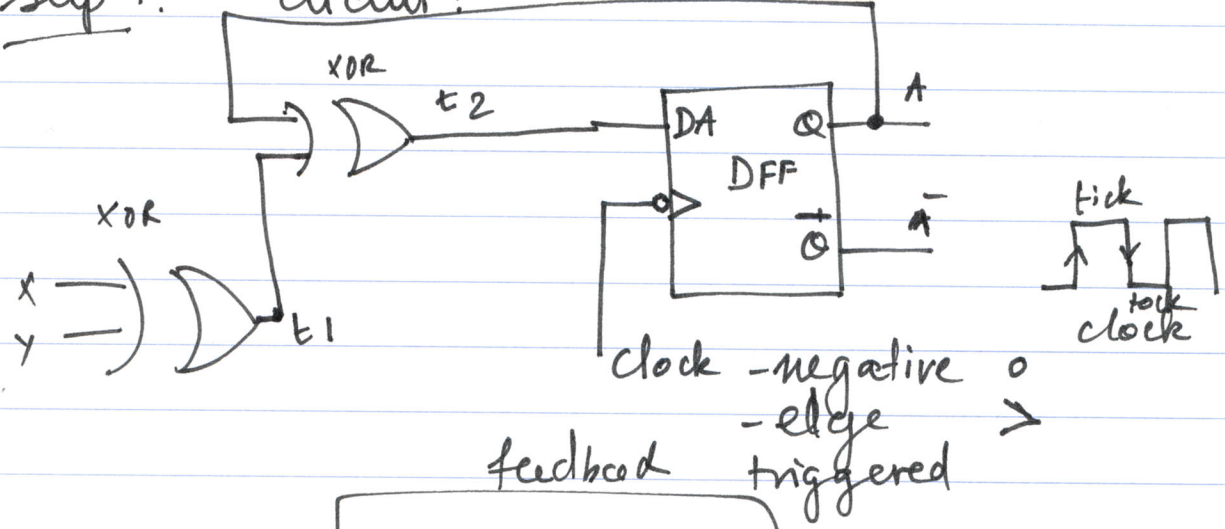 circuit:
XOR
t2
A
DA Q
DFF
Q̅
A̅
tick
tock
clock
XOR
X
Y
t1
clock - negative o
- edge >
feedback triggered